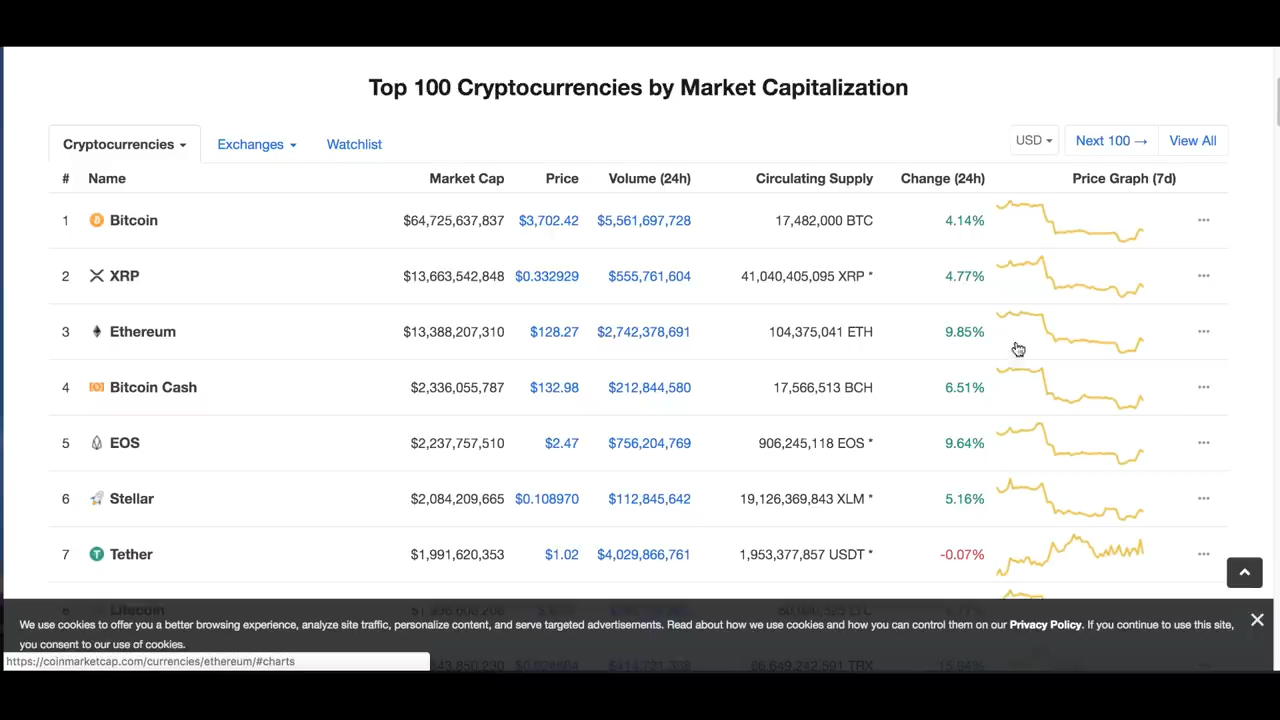 Top 100 Cryptocurrencies by Market Capitalization
Cryptocurrencies Exchanges Watchlist USD Next 100 → View All
# Name Market Cap Price Volume (24h) Circulating Supply Change (24h) Price Graph (7d)
1 Bitcoin $64,725,637,837 $3,702.42 $5,561,697,728 17,482,000 BTC 4.14%
2 XRP $13,663,542,848 $0.332929 $555,761,604 41,040,405,095 XRP * 4.77%
3 Ethereum $13,388,207,310 $128.27 $2,742,378,691 104,375,041 ETH 9.85%
4 Bitcoin Cash $2,336,055,787 $132.98 $212,844,580 17,566,513 BCH 6.51%
5 EOS $2,237,757,510 $2.47 $756,204,769 906,245,118 EOS * 9.64%
6 Stellar $2,084,209,665 $0.108970 $112,845,642 19,126,369,843 XLM * 5.16%
7 Tether $1,991,620,353 $1.02 $4,029,866,761 1,953,377,857 USDT * -0.07%
8 Litecoin
We use cookies to offer you a better browsing experience, analyze site traffic, personalize content, and serve targeted advertisements. Read about how we use cookies and how you can control them on our Privacy Policy. If you continue to use this site,
you consent to our use of cookies.
https://coinmarketcap.com/currencies/ethereum/#charts